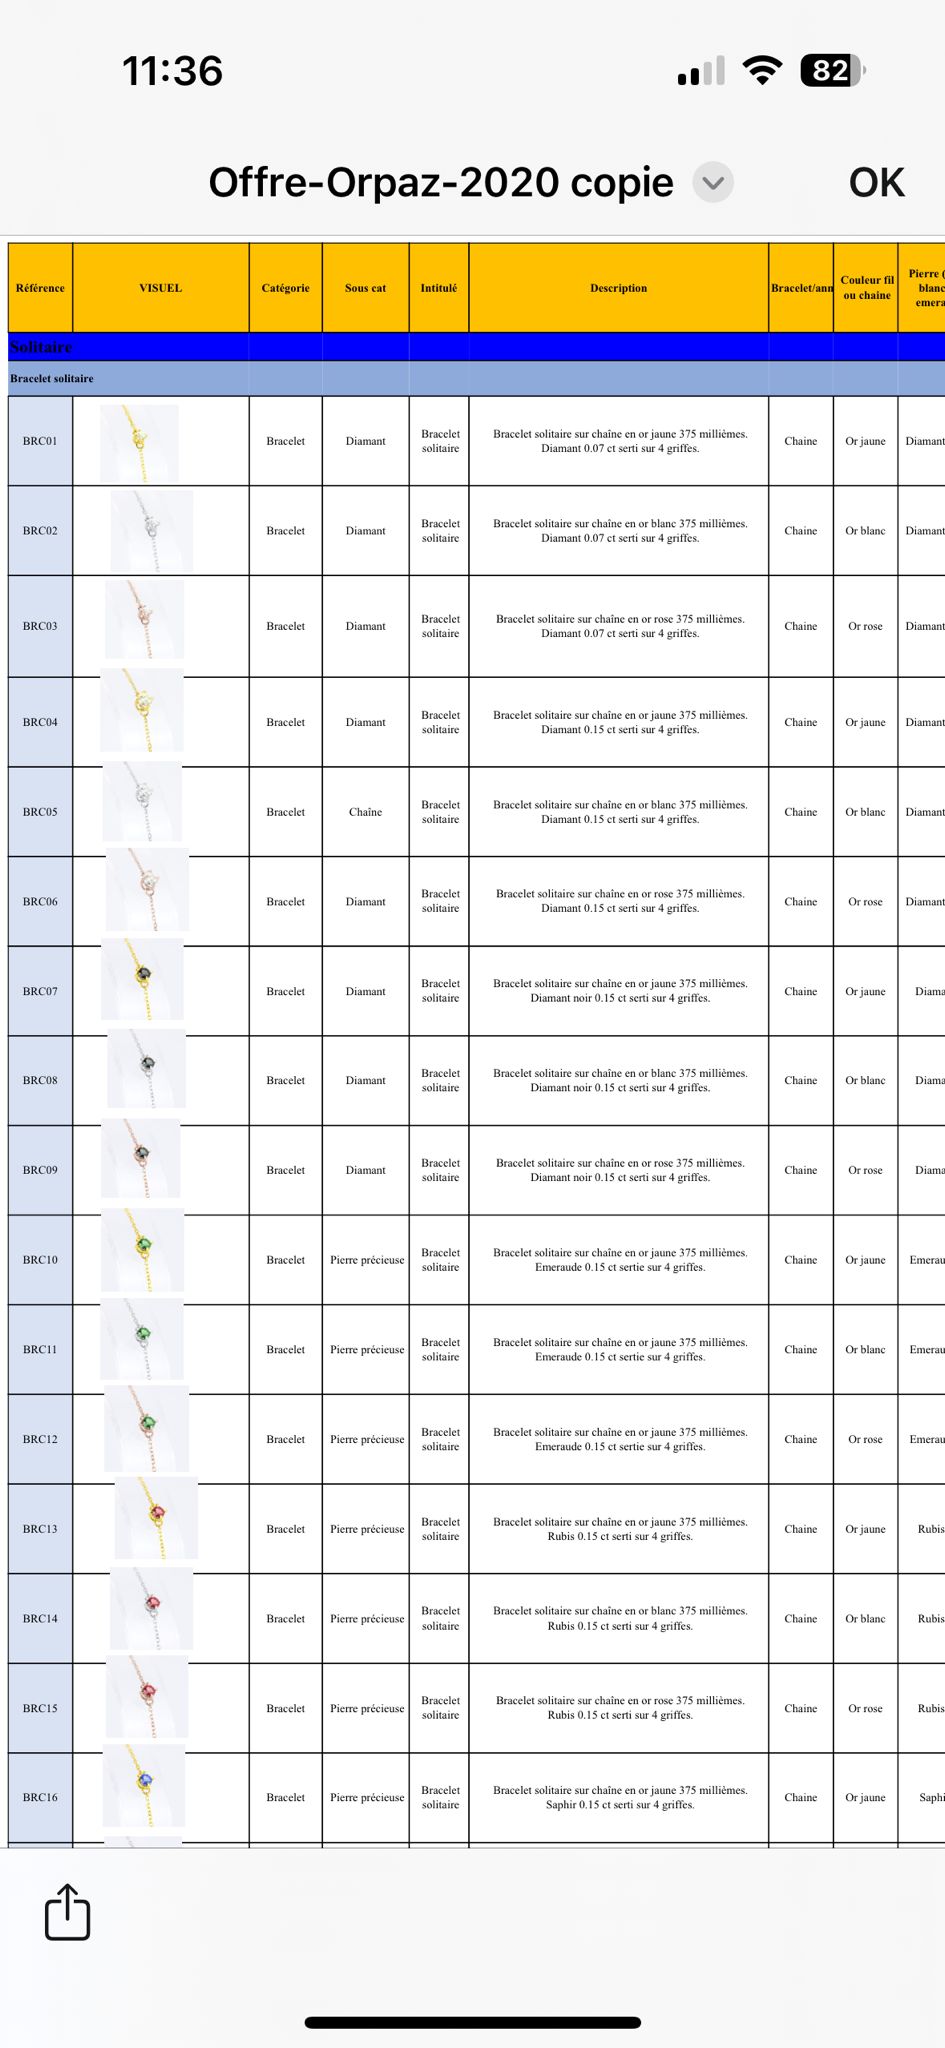 11:36
82
Offre-Orpaz-2020 copie
OK
Référence VISUEL Catégorie Sous cat Intitulé Description Bracelet/ann Couleur fil Pierre (
ou chaine blanc
emera
Solitaire
Bracelet solitaire
BRC01 Bracelet Diamant Bracelet Bracelet solitaire sur chaîne en or jaune 375 millièmes. Chaine Or jaune Diamant
solitaire Diamant 0.07 ct serti sur 4 griffes.
BRC02 Bracelet Diamant Bracelet Bracelet solitaire sur chaîne en or blanc 375 millièmes. Chaine Or blanc Diamant
solitaire Diamant 0.07 ct serti sur 4 griffes.
BRC03 Bracelet Diamant Bracelet Bracelet solitaire sur chaîne en or rose 375 millièmes. Chaine Or rose Diamant
solitaire Diamant 0.07 ct serti sur 4 griffes.
BRC04 Bracelet Diamant Bracelet Bracelet solitaire sur chaîne en or jaune 375 millièmes. Chaine Or jaune Diamant
solitaire Diamant 0.15 ct serti sur 4 griffes.
BRC05 Bracelet Chaîne Bracelet Bracelet solitaire sur chaîne en or blanc 375 millièmes. Chaine Or blanc Diamant
solitaire Diamant 0.15 ct serti sur 4 griffes.
BRC06 Bracelet Diamant Bracelet Bracelet solitaire sur chaîne en or rose 375 millièmes. Chaine Or rose Diamant
solitaire Diamant 0.15 ct serti sur 4 griffes.
BRC07 Bracelet Diamant Bracelet Bracelet solitaire sur chaîne en or jaune 375 millièmes. Chaine Or jaune Diama
solitaire Diamant noir 0.15 ct serti sur 4 griffes.
BRC08 Bracelet Diamant Bracelet Bracelet solitaire sur chaîne en or blanc 375 millièmes. Chaine Or blanc Diama
solitaire Diamant noir 0.15 ct serti sur 4 griffes.
BRC09 Bracelet Diamant Bracelet Bracelet solitaire sur chaîne en or rose 375 millièmes. Chaine Or rose Diama
solitaire Diamant noir 0.15 ct serti sur 4 griffes.
BRC10 Bracelet Pierre précieuse Bracelet Bracelet solitaire sur chaîne en or jaune 375 millièmes. Chaine Or jaune Emerau
solitaire Emeraude 0.15 ct sertie sur 4 griffes.
BRC11 Bracelet Pierre précieuse Bracelet Bracelet solitaire sur chaîne en or jaune 375 millièmes. Chaine Or blanc Emerau
solitaire Emeraude 0.15 ct sertie sur 4 griffes.
BRC12 Bracelet Pierre précieuse Bracelet Bracelet solitaire sur chaîne en or jaune 375 millièmes. Chaine Or rose Emerau
solitaire Emeraude 0.15 ct sertie sur 4 griffes.
BRC13 Bracelet Pierre précieuse Bracelet Bracelet solitaire sur chaîne en or jaune 375 millièmes. Chaine Or jaune Rubis
solitaire Rubis 0.15 ct serti sur 4 griffes.
BRC14 Bracelet Pierre précieuse Bracelet Bracelet solitaire sur chaîne en or blanc 375 millièmes. Chaine Or blanc Rubis
solitaire Rubis 0.15 ct serti sur 4 griffes.
BRC15 Bracelet Pierre précieuse Bracelet Bracelet solitaire sur chaîne en or rose 375 millièmes. Chaine Or rose Rubis
solitaire Rubis 0.15 ct serti sur 4 griffes.
BRC16 Bracelet Pierre précieuse Bracelet Bracelet solitaire sur chaîne en or jaune 375 millièmes. Chaine Or jaune Saphi
solitaire Saphir 0.15 ct serti sur 4 griffes.